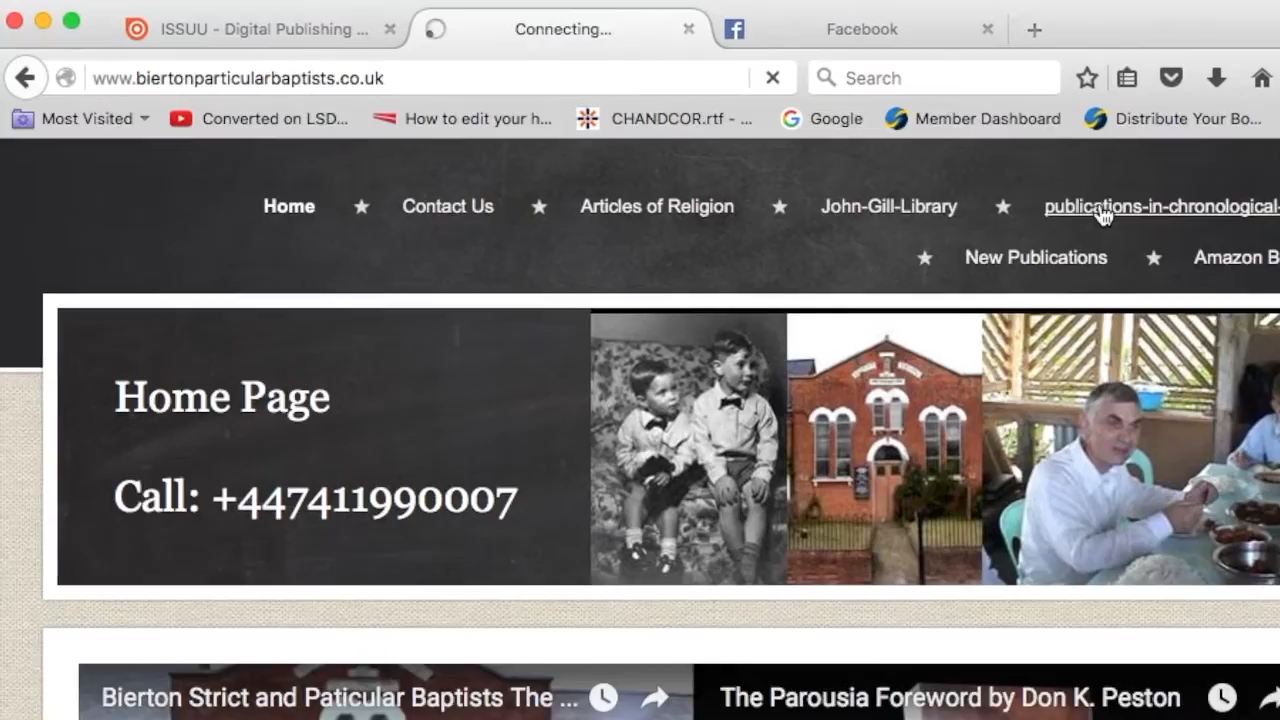 ISSUU - Digital Publishing ...
Connecting...
Facebook
www.biertonparticularbaptists.co.uk
Search
Most Visited
Converted on LSD...
How to edit your h...
CHANDCOR.rtf - ...
Google
Member Dashboard
Distribute Your Bo...
Home
Contact Us
Articles of Religion
John-Gill-Library
publications-in-chronological-
New Publications
Amazon B
Home Page
Call: +447411990007
Bierton Strict and Paticular Baptists The ...
The Parousia Foreword by Don K. Peston